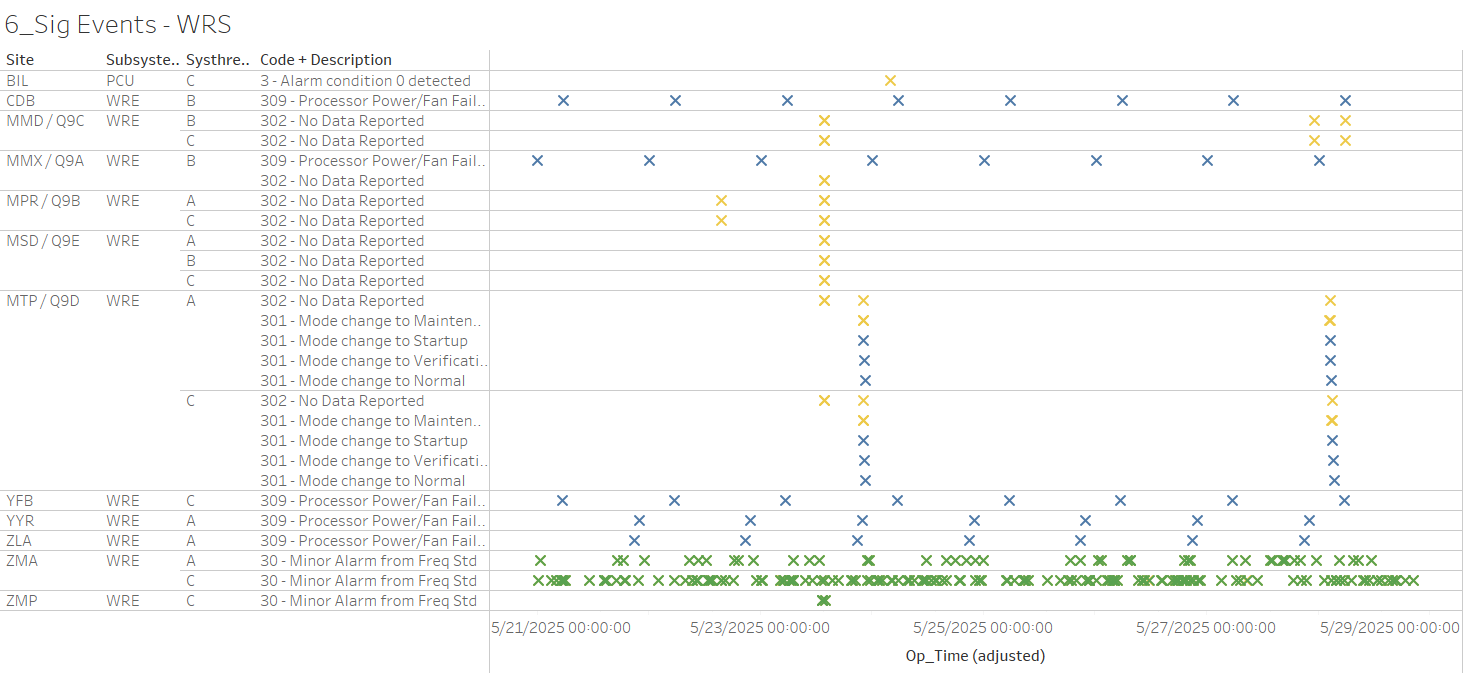 6_Sig Events - WRS
Site Subsyste.. Systhre.. Code + Description
BIL PCU C 3 - Alarm condition 0 detected
CDB WRE B 309 - Processor Power/Fan Fail..
MMD / Q9C WRE B 302 - No Data Reported
C 302 - No Data Reported
MMX / Q9A WRE B 309 - Processor Power/Fan Fail..
302 - No Data Reported
MPR / Q9B WRE A 302 - No Data Reported
C 302 - No Data Reported
MSD / Q9E WRE A 302 - No Data Reported
B 302 - No Data Reported
C 302 - No Data Reported
MTP / Q9D WRE A 302 - No Data Reported
301 - Mode change to Mainten..
301 - Mode change to Startup
301 - Mode change to Verificati..
301 - Mode change to Normal
C 302 - No Data Reported
301 - Mode change to Mainten..
301 - Mode change to Startup
301 - Mode change to Verificati..
301 - Mode change to Normal
YFB WRE C 309 - Processor Power/Fan Fail..
YYR WRE A 309 - Processor Power/Fan Fail..
ZLA WRE A 309 - Processor Power/Fan Fail..
ZMA WRE A 30 - Minor Alarm from Freq Std
C 30 - Minor Alarm from Freq Std
ZMP WRE C 30 - Minor Alarm from Freq Std
5/21/2025 00:00:00 5/23/2025 00:00:00 5/25/2025 00:00:00 5/27/2025 00:00:00 5/29/2025 00:00:00
Op_Time (adjusted)